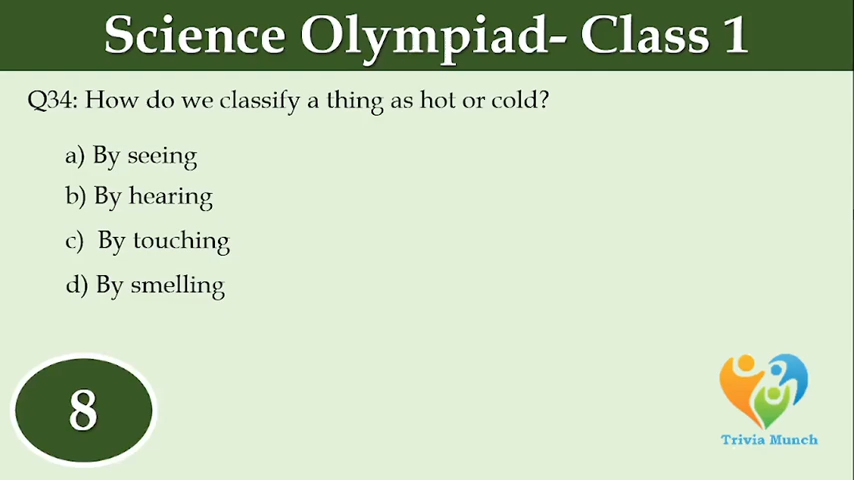 Science Olympiad- Class 1
Q34: How do we classify a thing as hot or cold?
a) By seeing
b) By hearing
c) By touching
d) By smelling
8
Trivia Munch